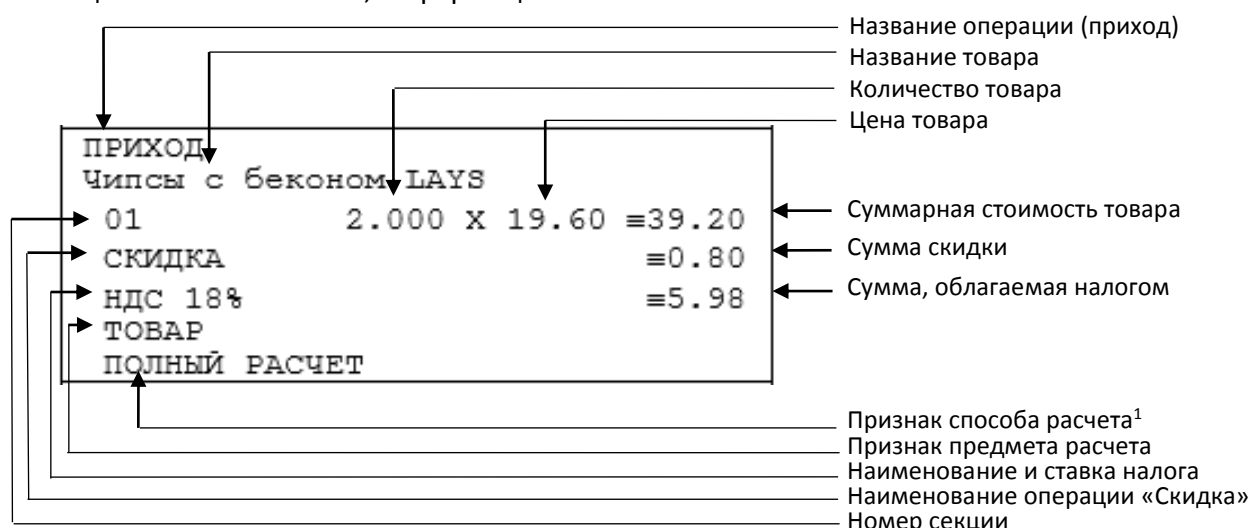 Название операции (приход)
Название товара
Количество товара
Цена товара
ПРИХОД
Чипсы с беконом LAYS
01 2.000 X 19.60 ≡39.20
СКИДКА ≡0.80
НДС 18% ≡5.98
ТОВАР
ПОЛНЫЙ РАСЧЕТ
Суммарная стоимость товара
Сумма скидки
Сумма, облагаемая налогом
Признак способа расчета¹
Признак предмета расчета
Наименование и ставка налога
Наименование операции «Скидка»
Номер секции